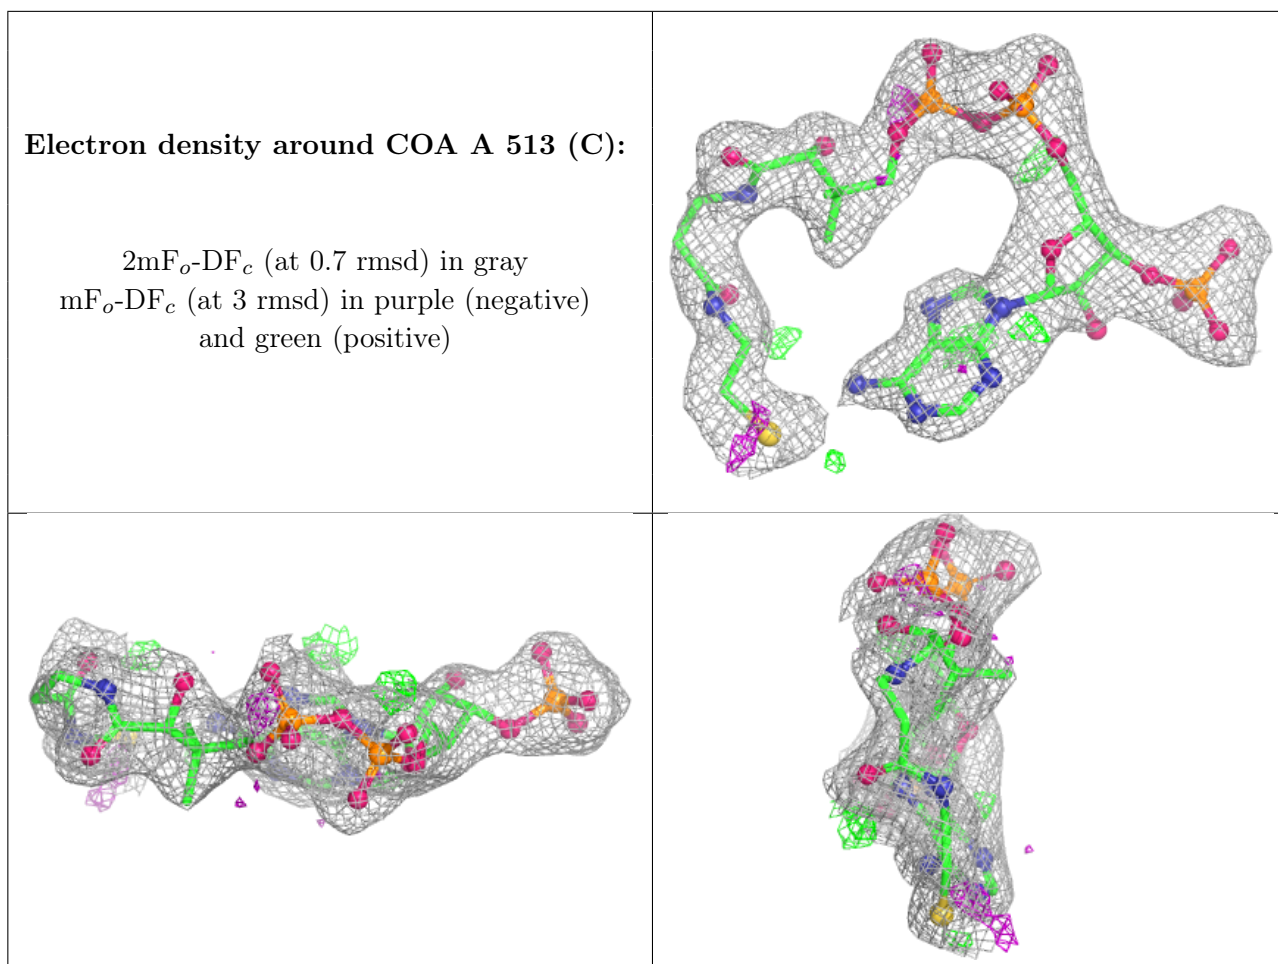 Electron density around COA A 513 (C):
2mFo-DFc (at 0.7 rmsd) in gray
mFo-DFc (at 3 rmsd) in purple (negative)
and green (positive)